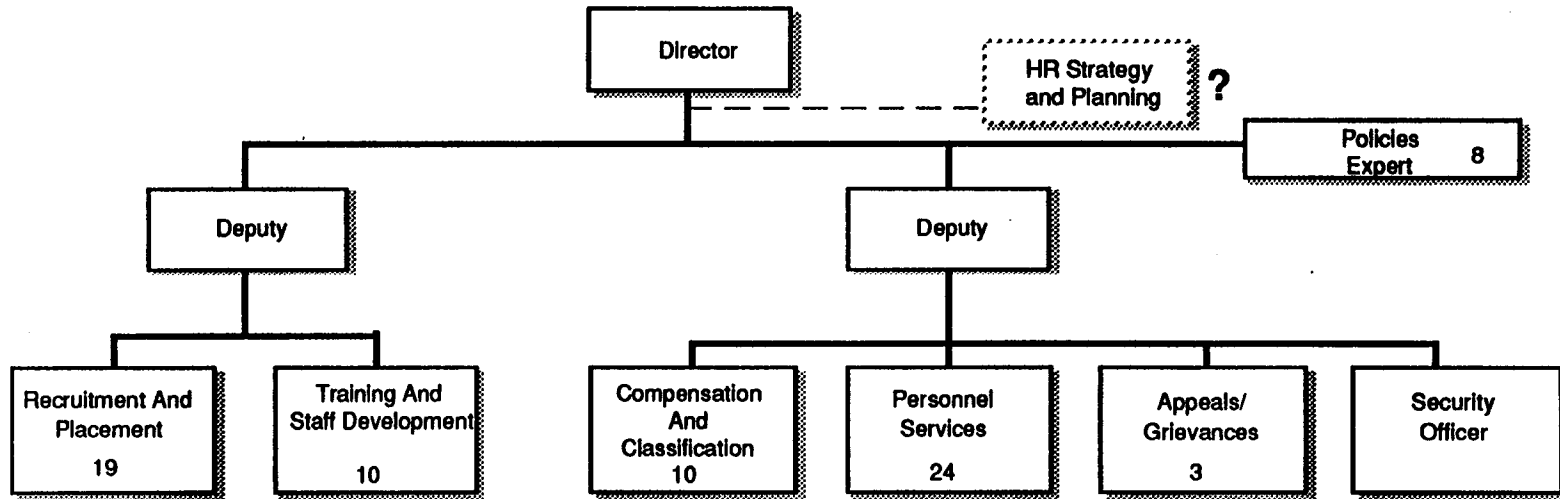 Director
HR Strategy
and Planning
?
Policies
Expert
8
Deputy
Deputy
Recruitment And
Placement
19
Training And
Staff Development
10
Compensation
And
Classification
10
Personnel
Services
24
Appeals/
Grievances
3
Security
Officer